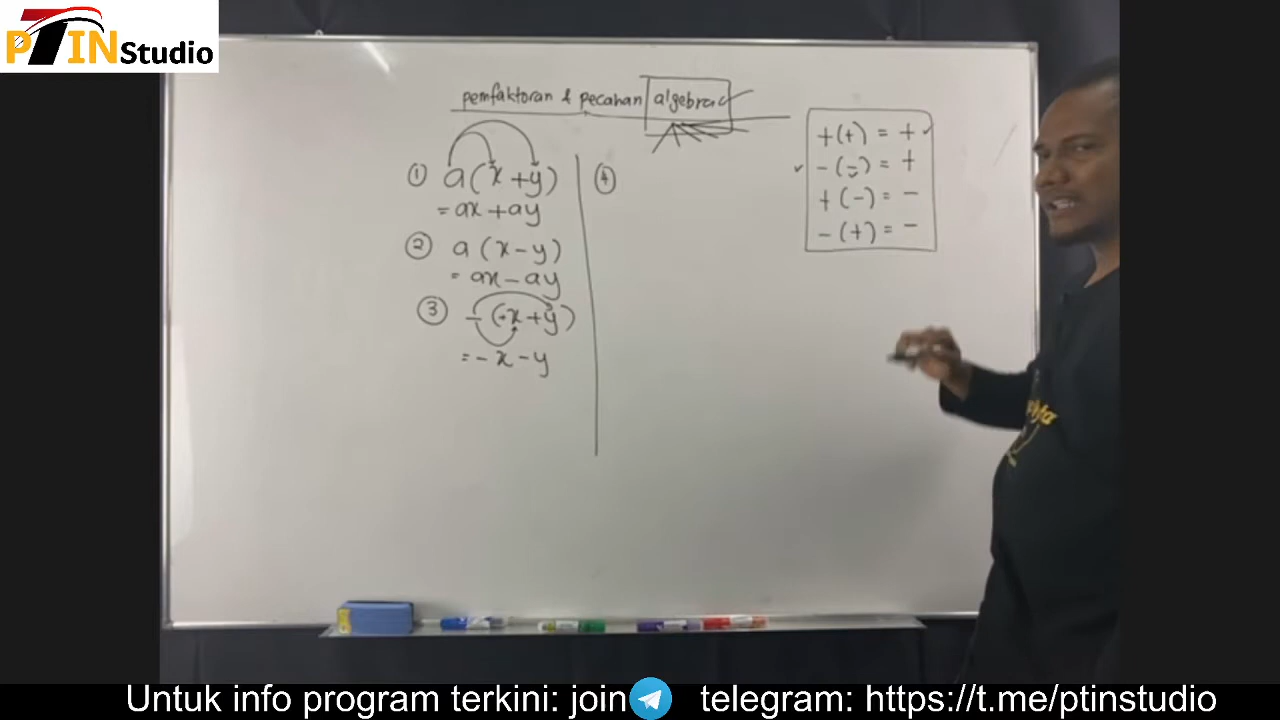 PTIN Studio
pemfaktoran & pecahan algebra
① a(x+y)
= ax+ay
② a(x-y)
= ax-ay
③ -(+x+y)
= -x-y
④
+(+) = +
-(-) = +
+(-) = -
-(+) = -
Untuk info program terkini: join telegram: https://t.me/ptinstudio